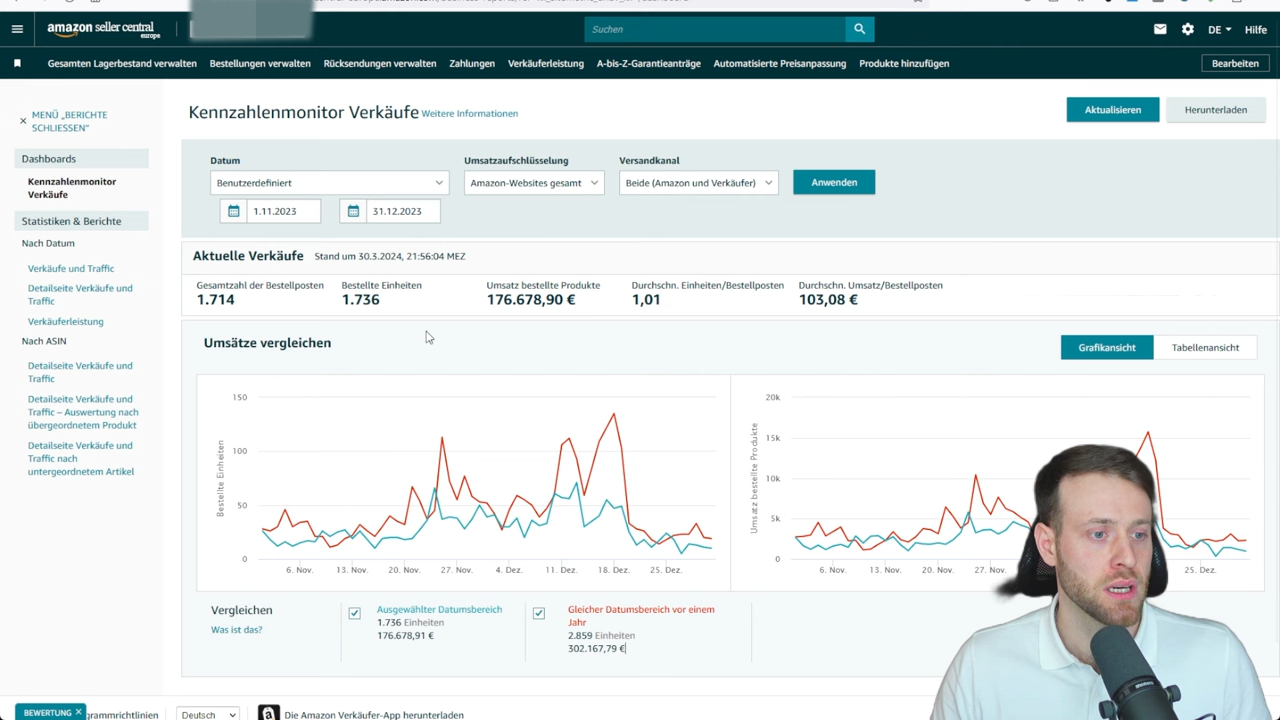 amazon seller central
europa
Suchen
DE
Hilfe
Gesamten Lagerbestand verwalten
Bestellungen verwalten
Rücksendungen verwalten
Zahlungen
Verkäuferleistung
A-bis-Z-Garantieanträge
Automatisierte Preisanpassung
Produkte hinzufügen
Bearbeiten
MENÜ „BERICHTE
SCHLIESSEN"
Dashboards
Kennzahlenmonitor
Verkäufe
Statistiken & Berichte
Nach Datum
Verkäufe und Traffic
Detailseite Verkäufe und
Traffic
Verkäuferleistung
Nach ASIN
Detailseite Verkäufe und
Traffic
Detailseite Verkäufe und
Traffic – Auswertung nach
übergeordnetem Produkt
Detailseite Verkäufe und
Traffic nach
untergeordnetem Artikel
Kennzahlenmonitor Verkäufe Weitere Informationen
Aktualisieren
Herunterladen
Datum
Umsatzaufschlüsselung
Versandkanal
Benutzerdefiniert
Amazon-Websites gesamt
Beide (Amazon und Verkäufer)
Anwenden
1.11.2023
31.12.2023
Aktuelle Verkäufe Stand um 30.3.2024, 21:56:04 MEZ
Gesamtzahl der Bestellposten
1.714
Bestellte Einheiten
1.736
Umsatz bestellte Produkte
176.678,90 €
Durchschn. Einheiten/Bestellposten
1,01
Durchschn. Umsatz/Bestellposten
103,08 €
Umsätze vergleichen
Grafikansicht
Tabellenansicht
Bestellte Einheiten
150
100
50
0
6. Nov.
13. Nov.
20. Nov.
27. Nov.
4. Dez.
11. Dez.
18. Dez.
25. Dez.
Umsatz bestellte Produkte
20k
15k
10k
5k
0
6. Nov.
13. Nov.
20. Nov.
27. Nov.
25. Dez.
Vergleichen
Was ist das?
Ausgewählter Datumsbereich
1.736 Einheiten
176.678,91 €
Gleicher Datumsbereich vor einem
Jahr
2.859 Einheiten
302.167,79 €
BEWERTUNG
grammrichtlinien
Deutsch
Die Amazon Verkäufer-App herunterladen